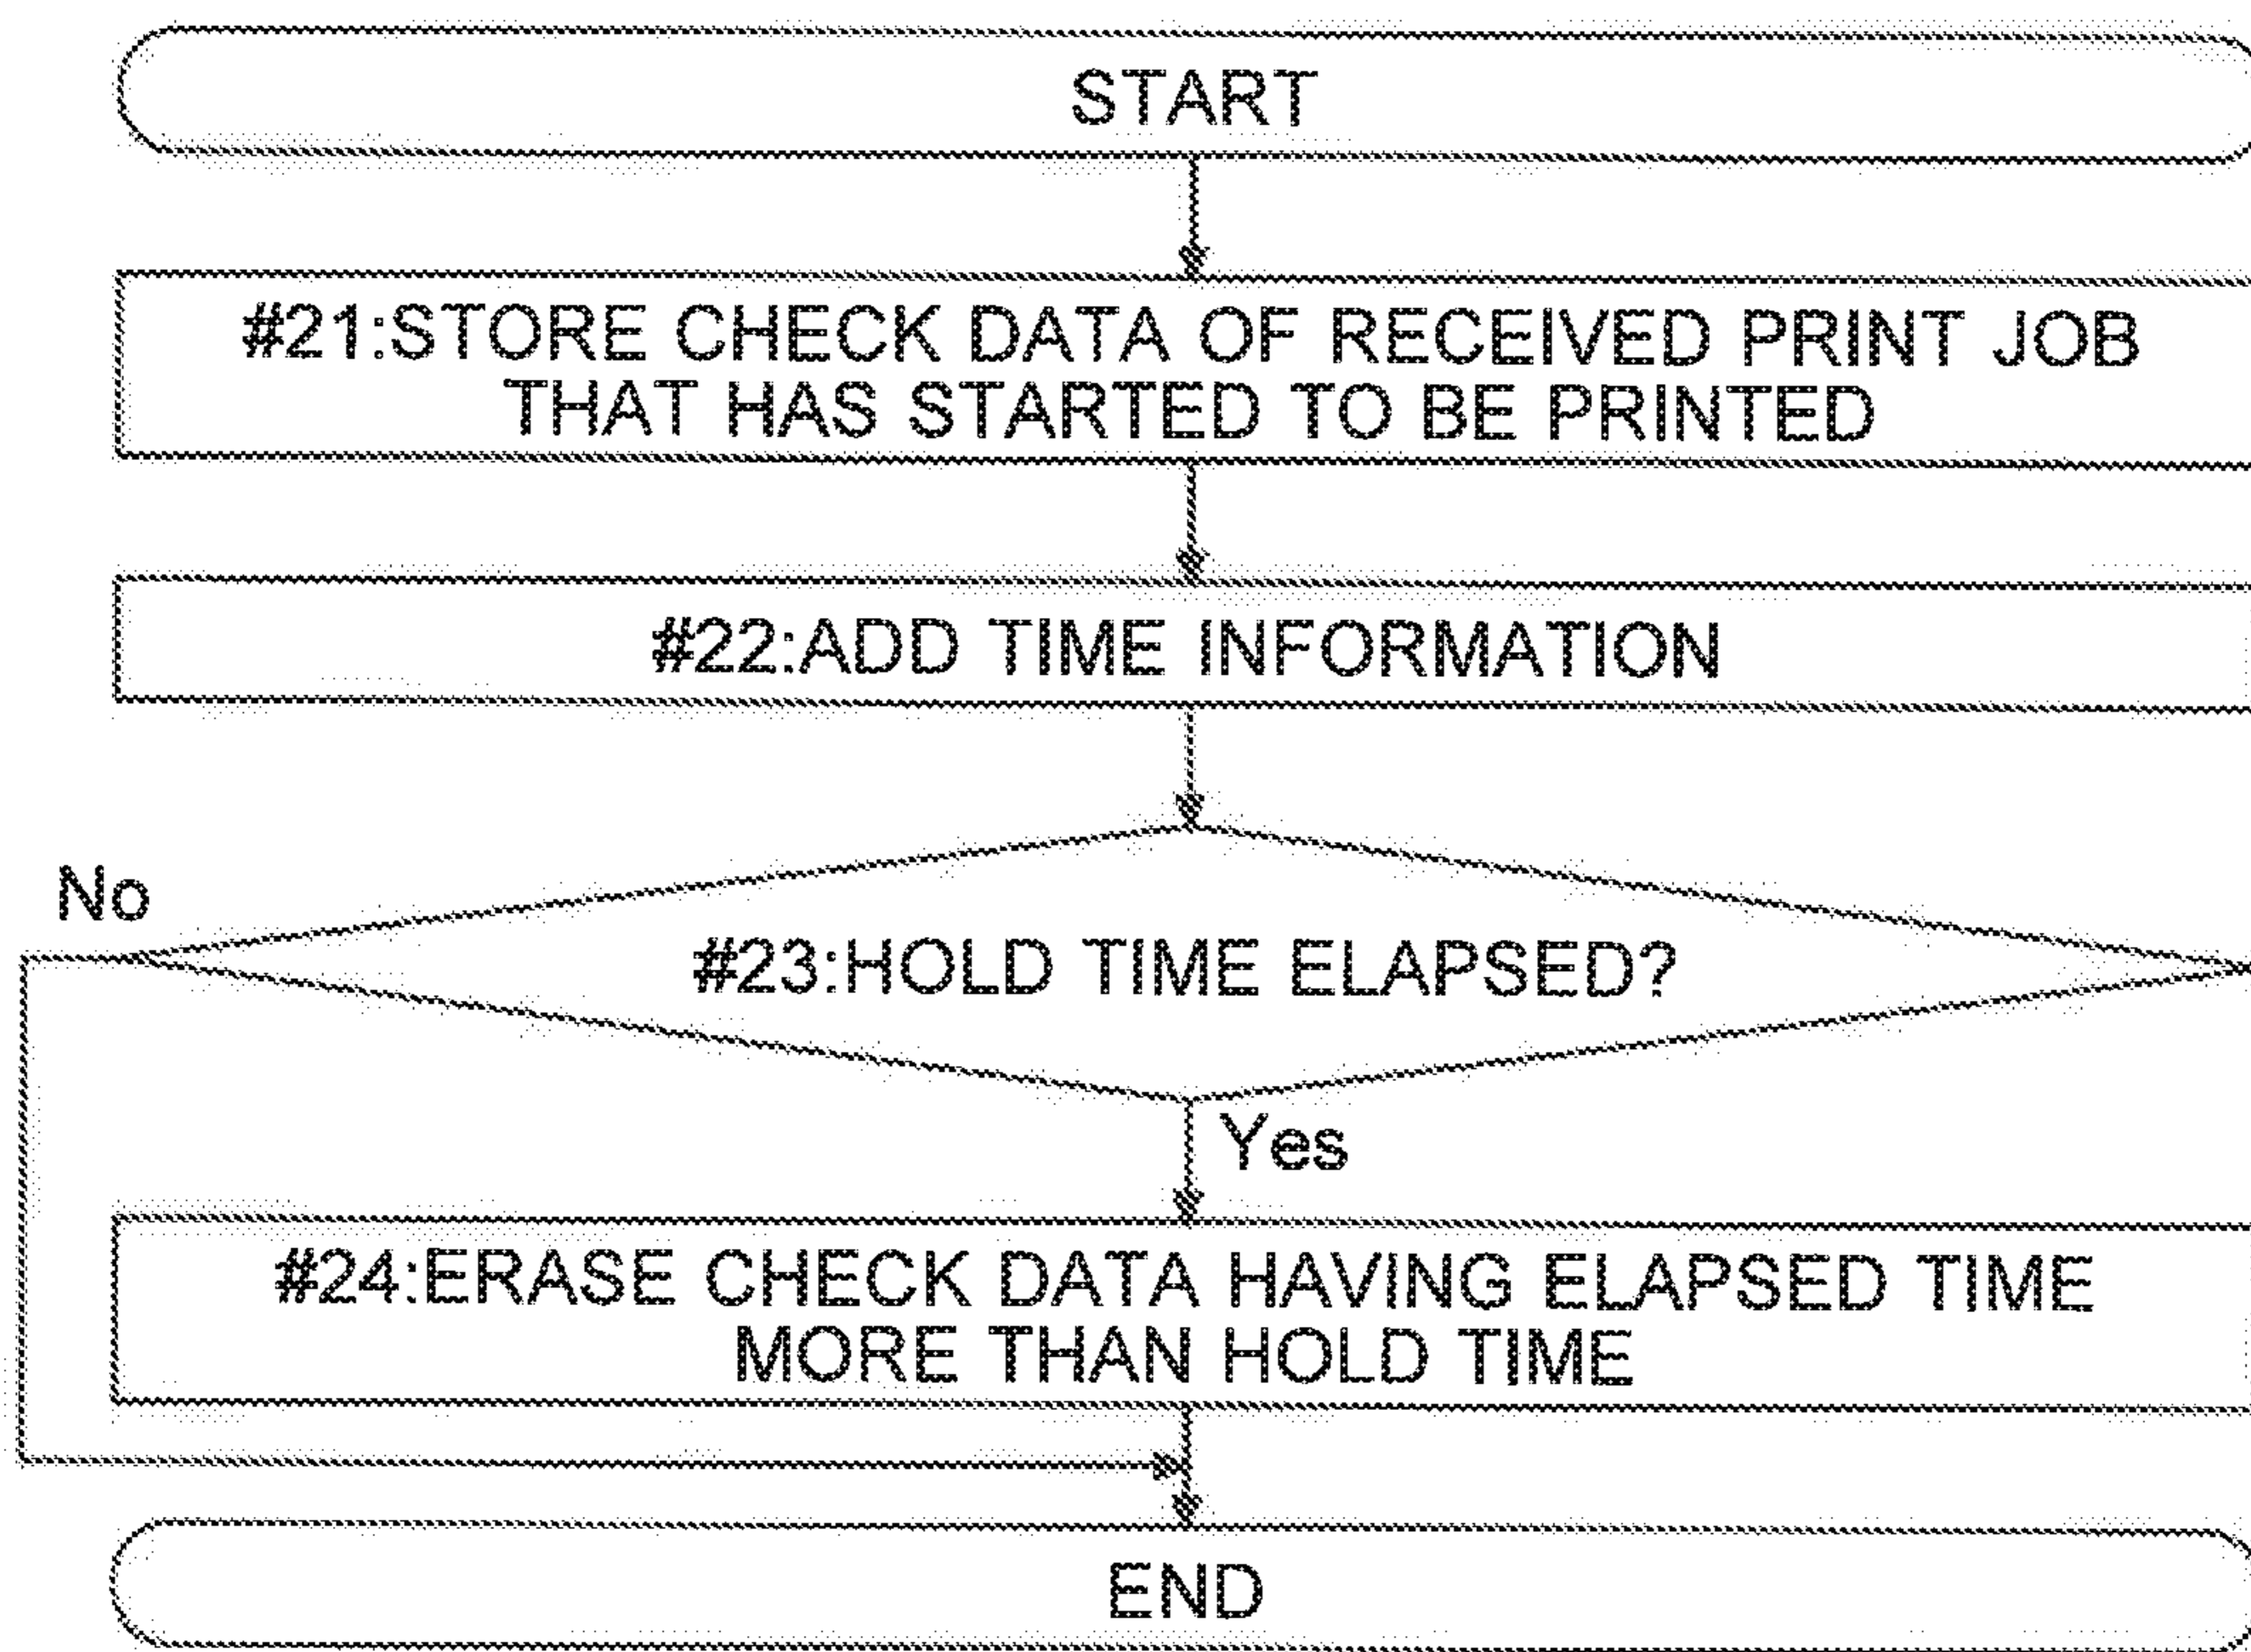 START
#21:STORE CHECK DATA OF RECEIVED PRINT JOB
THAT HAS STARTED TO BE PRINTED
#22:ADD TIME INFORMATION
No
#23:HOLD TIME ELAPSED?
Yes
#24:ERASE CHECK DATA HAVING ELAPSED TIME
MORE THAN HOLD TIME
END